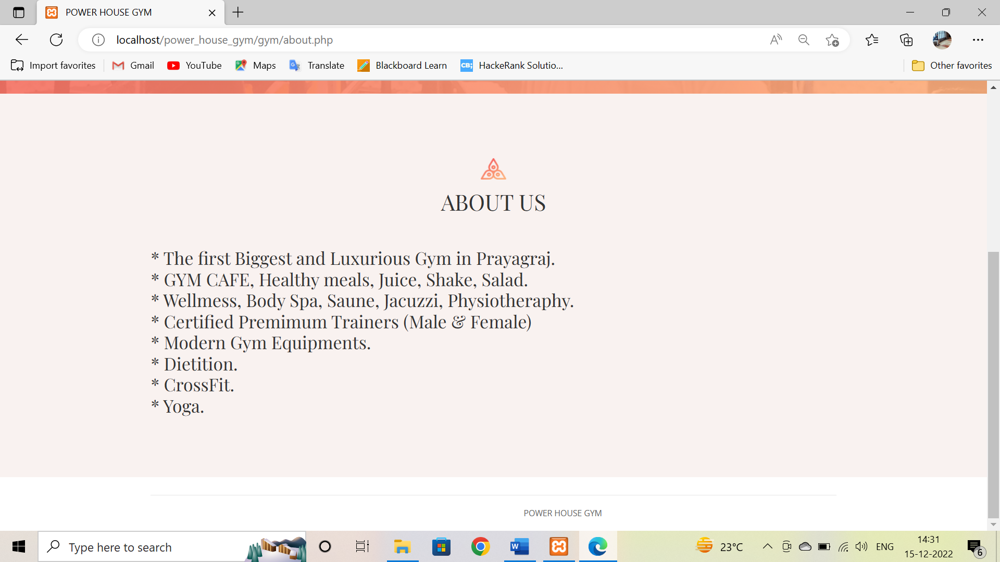 POWER HOUSE GYM
localhost/power_house_gym/gym/about.php
Import favorites Gmail YouTube Maps Translate Blackboard Learn HackeRank Solutio... Other favorites
ABOUT US
* The first Biggest and Luxurious Gym in Prayagraj.
* GYM CAFE, Healthy meals, Juice, Shake, Salad.
* Wellmess, Body Spa, Saune, Jacuzzi, Physiotheraphy.
* Certified Premimum Trainers (Male & Female)
* Modern Gym Equipments.
* Dietition.
* CrossFit.
* Yoga.
POWER HOUSE GYM
Type here to search 23°C ENG 14:31
15-12-2022 6